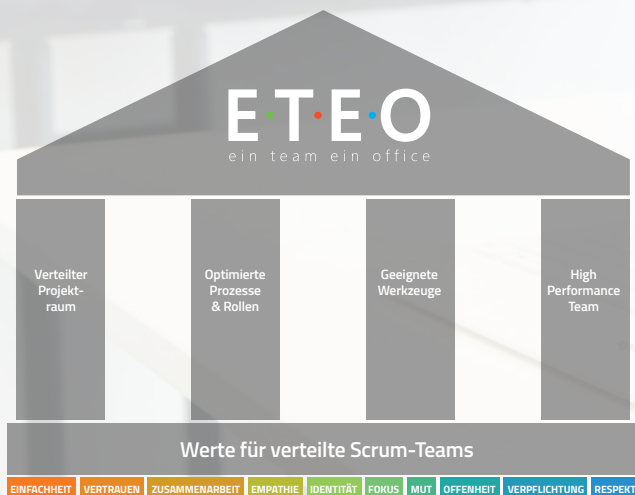 E·T·E·O
ein team ein office
Verteilter
Projekt-
raum
Optimierte
Prozesse
& Rollen
Geeignete
Werkzeuge
High
Performance
Team
Werte für verteilte Scrum-Teams
EINFACHHEIT VERTRAUEN ZUSAMMENARBEIT EMPATHIE IDENTITÄT FOKUS MUT OFFENHEIT VERPFLICHTUNG RESPEKT